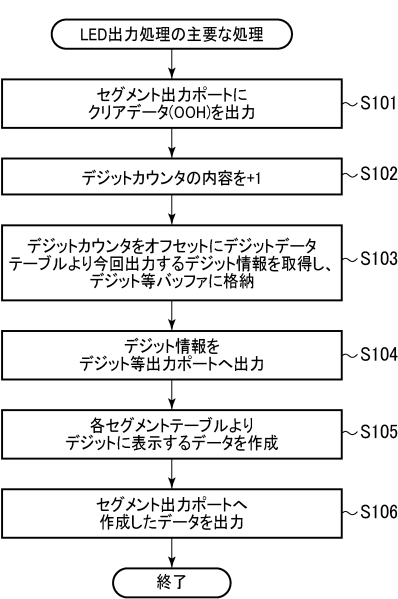 LED出力処理の主要な処理
セグメント出力ポートに
クリアデータ(OOH)を出力
S101
デジットカウンタの内容を+1
S102
デジットカウンタをオフセットにデジットデータ
テーブルより今回出力するデジット情報を取得し、
デジット等バッファに格納
S103
デジット情報を
デジット等出力ポートへ出力
S104
各セグメントテーブルより
デジットに表示するデータを作成
S105
セグメント出力ポートへ
作成したデータを出力
S106
終了